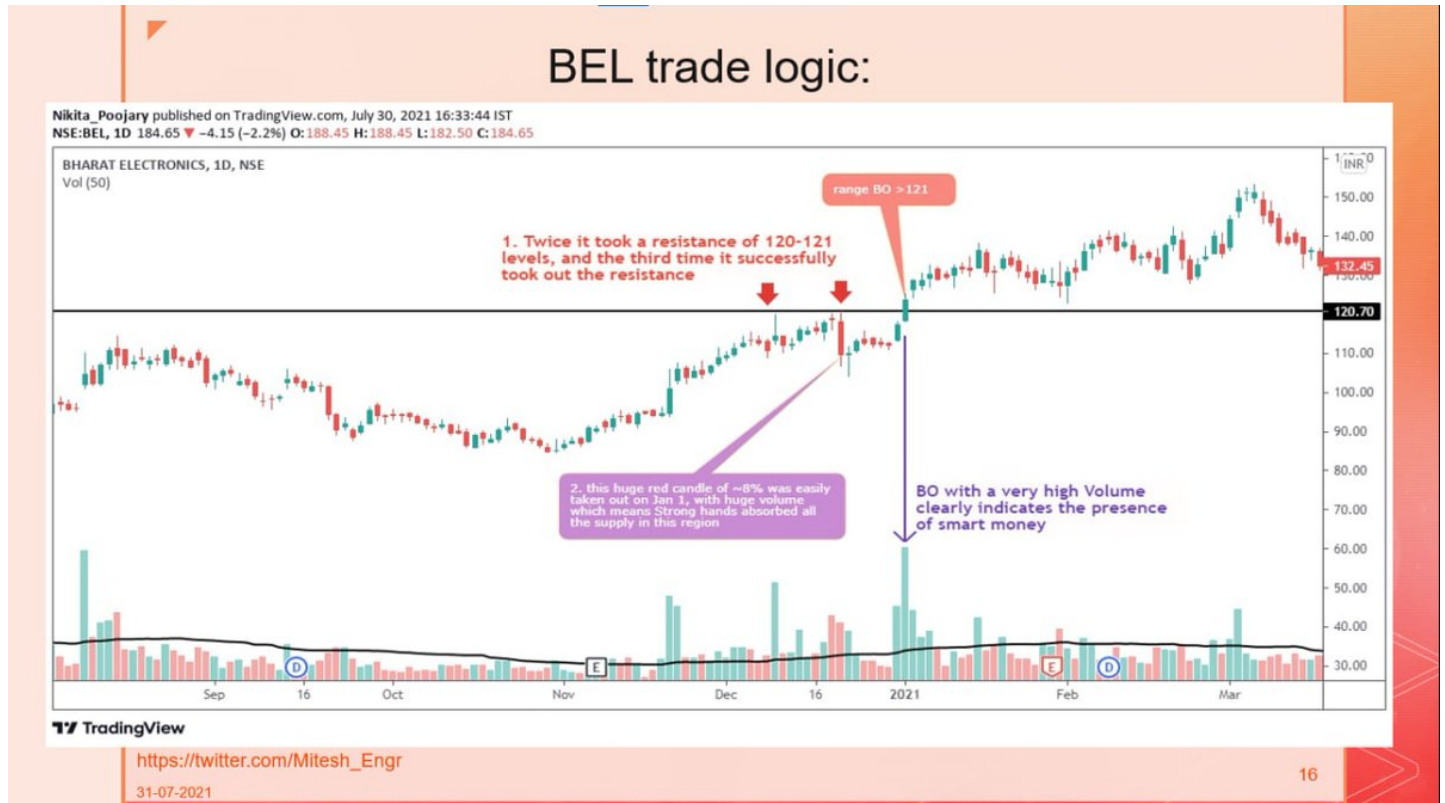 BEL trade logic:
Nikita_Poojary published on TradingView.com, July 30, 2021 16:33:44 IST
NSE:BEL, 1D 184.65 ▼ −4.15 (−2.2%) O:188.45 H:188.45 L:182.50 C:184.65
BHARAT ELECTRONICS, 1D, NSE
Vol (50)
INR
range BO >121
1. Twice it took a resistance of 120-121
levels, and the third time it successfully
took out the resistance
150.00
140.00
132.45
120.70
110.00
100.00
90.00
80.00
70.00
60.00
50.00
40.00
30.00
2. this huge red candle of ~8% was easily
taken out on Jan 1, with huge volume
which means Strong hands absorbed all
the supply in this region
BO with a very high Volume
clearly indicates the presence
of smart money
D E E D
Sep 16 Oct Nov Dec 16 2021 Feb Mar
TradingView
https://twitter.com/Mitesh_Engr
31-07-2021
16